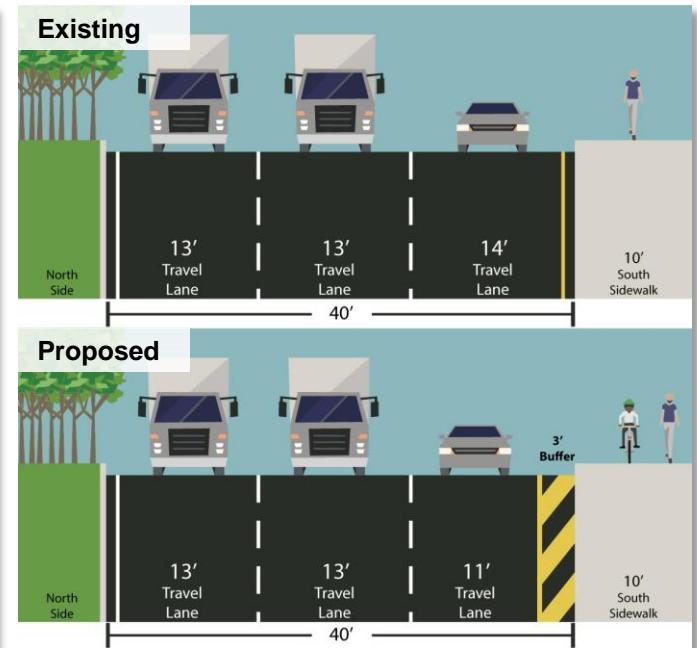 Existing
13'
Travel
Lane
13'
Travel
Lane
14'
Travel
Lane
North
Side
10'
South
Sidewalk
40'
Proposed
3'
Buffer
13'
Travel
Lane
13'
Travel
Lane
11'
Travel
Lane
North
Side
10'
South
Sidewalk
40'